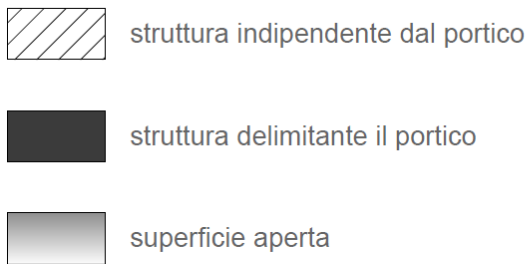 struttura indipendente dal portico
struttura delimitante il portico
superficie aperta